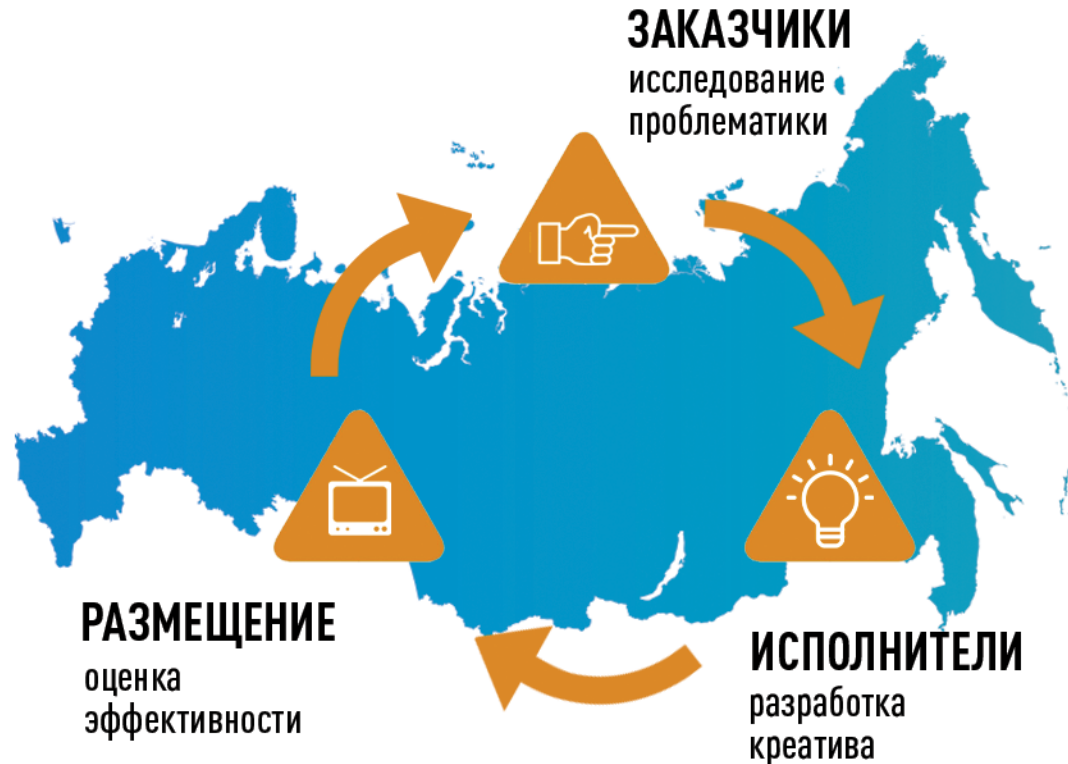 ЗАКАЗЧИКИ
исследование
проблематики
РАЗМЕЩЕНИЕ
оценка
эффективности
ИСПОЛНИТЕЛИ
разработка
креатива